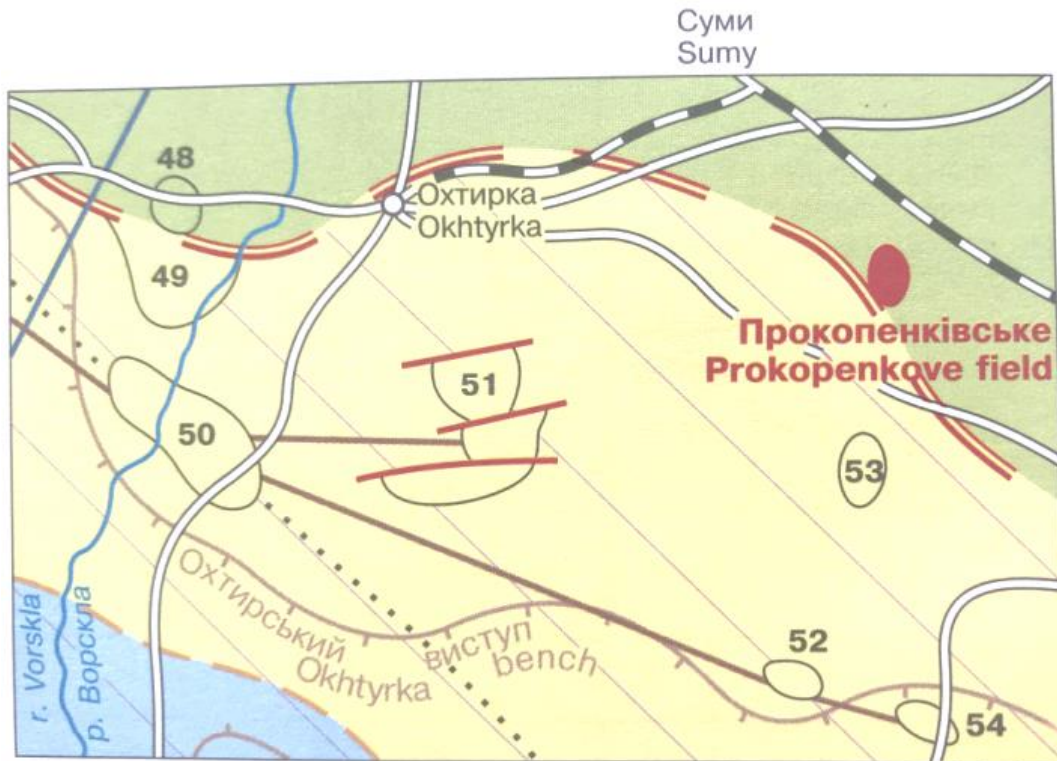 Суми
Sumy
48
Охтирка
Okhtyrka
49
Прокопенківське
Prokopenkove field
51
50
53
Охтирський виступ
Okhtyrka bench
r. Vorskla
р. Ворскла
52
54